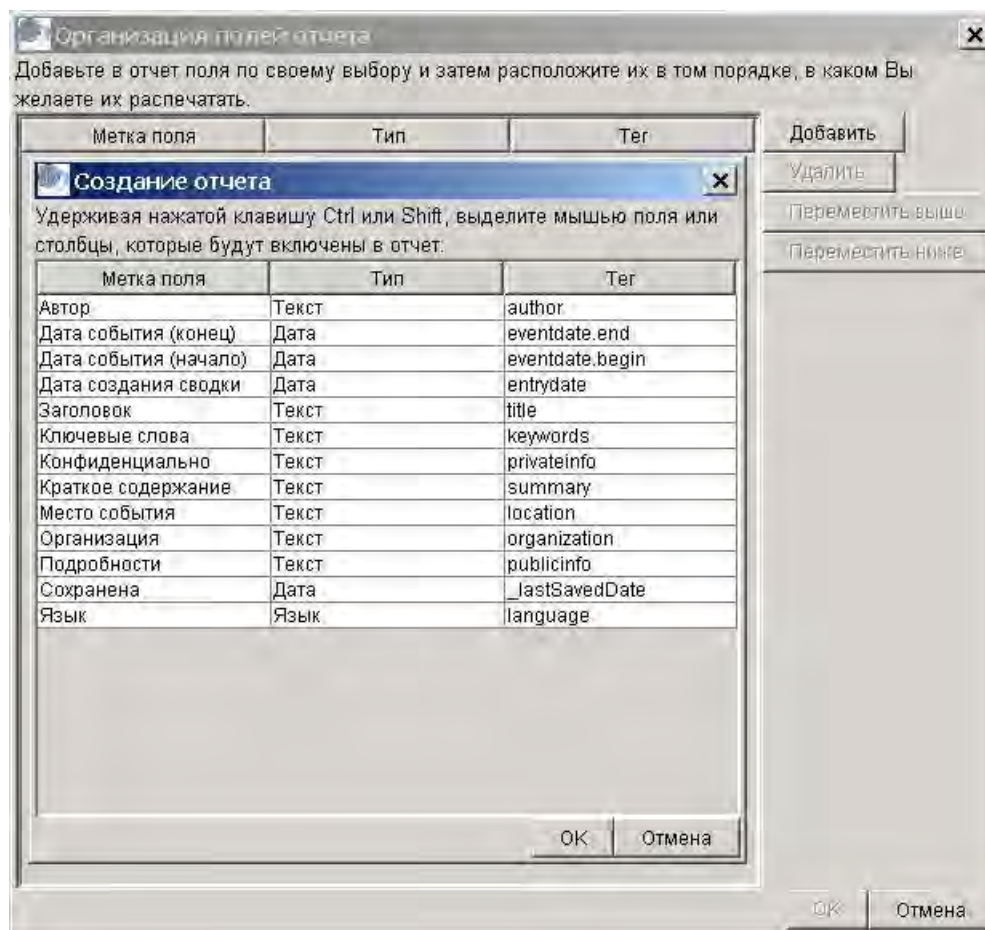 Организация полей отчета
Добавьте в отчет поля по своему выбору и затем расположите их в том порядке, в каком Вы
желаете их распечатать.
Метка поля Тип Тег
Добавить
Удалить
Переместить выше
Переместить ниже
Создание отчета
Удерживая нажатой клавишу Ctrl или Shift, выделите мышью поля или
столбцы, которые будут включены в отчет:
Метка поля Тип Тег
Автор Текст author
Дата события (конец) Дата eventdate.end
Дата события (начало) Дата eventdate.begin
Дата создания сводки Дата entrydate
Заголовок Текст title
Ключевые слова Текст keywords
Конфиденциально Текст privateinfo
Краткое содержание Текст summary
Место события Текст location
Организация Текст organization
Подробности Текст publicinfo
Сохранена Дата _lastSavedDate
Язык Язык language
OK Отмена
OK Отмена